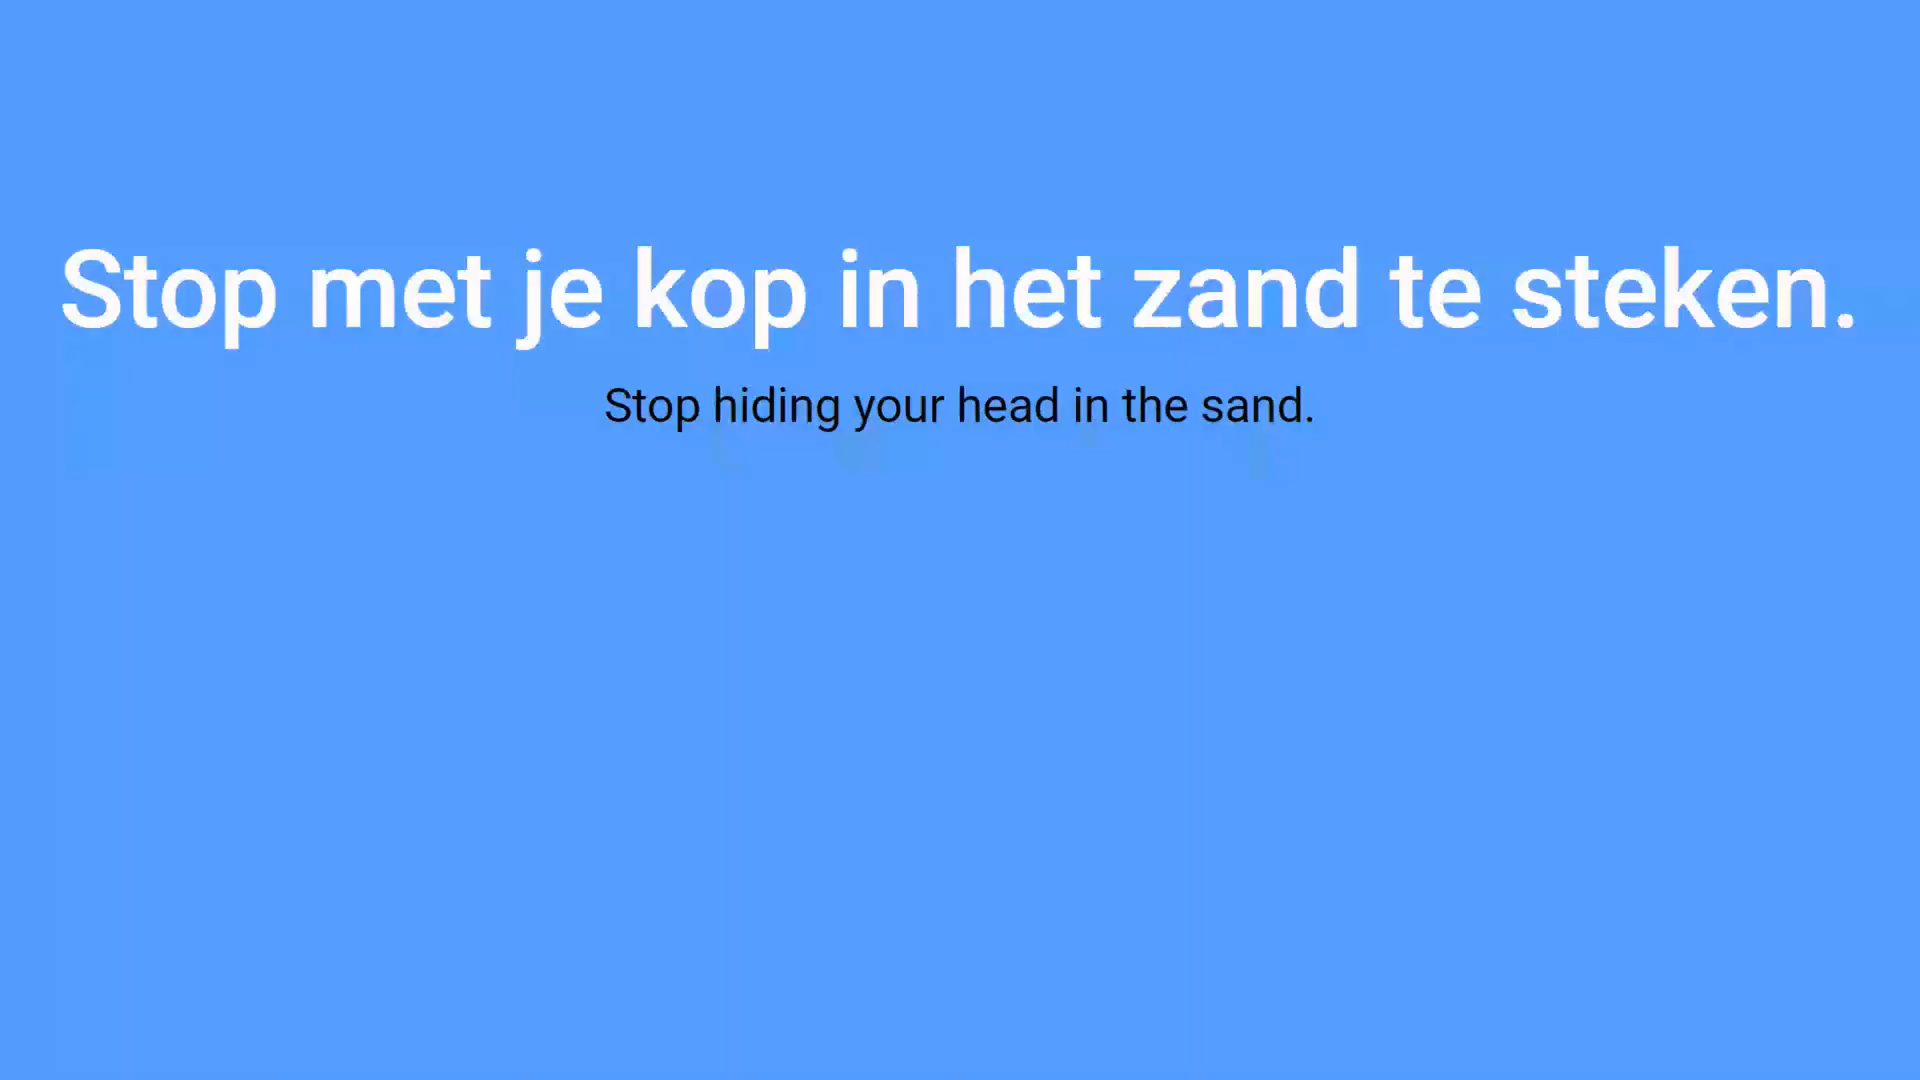 Stop met je kop in het zand te steken.
Stop hiding your head in the sand.